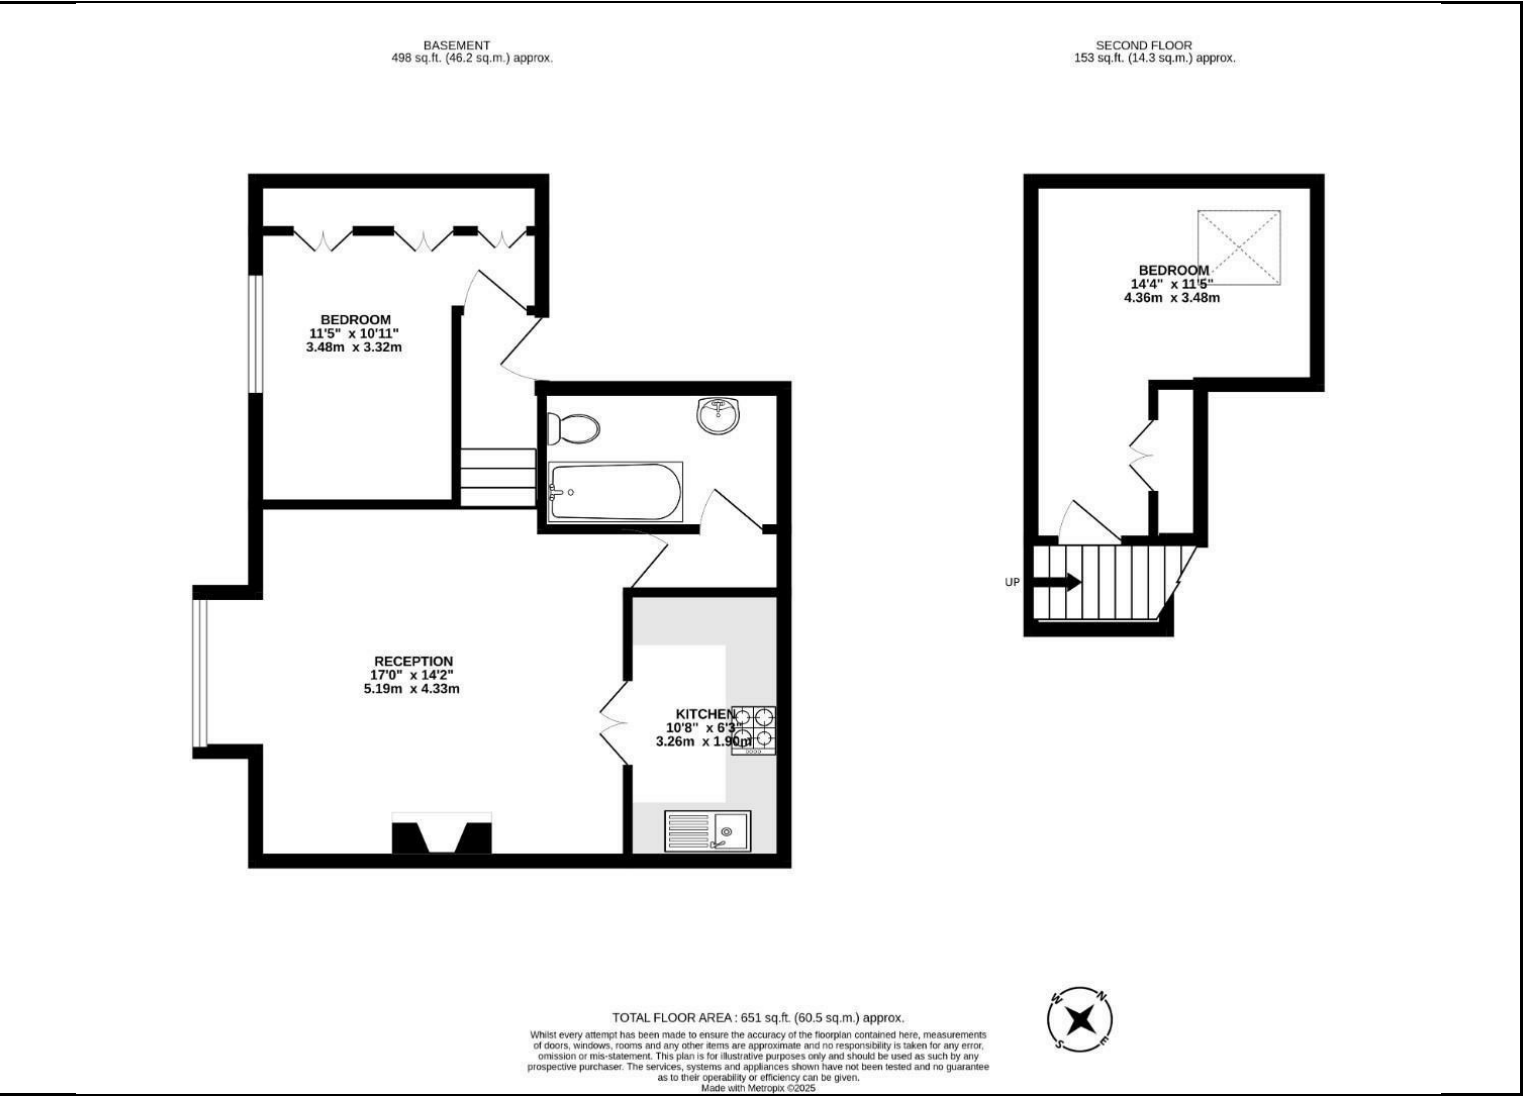 BASEMENT
498 sq.ft. (46.2 sq.m.) approx.
SECOND FLOOR
153 sq.ft. (14.3 sq.m.) approx.
BEDROOM
11'5" x 10'11"
3.48m x 3.32m
BEDROOM
14'4" x 11'5"
4.36m x 3.48m
UP
RECEPTION
17'0" x 14'2"
5.19m x 4.33m
KITCHEN
10'8" x 6'3"
3.26m x 1.90m
TOTAL FLOOR AREA : 651 sq.ft. (60.5 sq.m.) approx.
Whilst every attempt has been made to ensure the accuracy of the floorplan contained here, measurements
of doors, windows, rooms and any other items are approximate and no responsibility is taken for any error,
omission or mis-statement. This plan is for illustrative purposes only and should be used as such by any
prospective purchaser. The services, systems and appliances shown have not been tested and no guarantee
as to their operability or efficiency can be given.
Made with Metropix ©2025
W N
S E